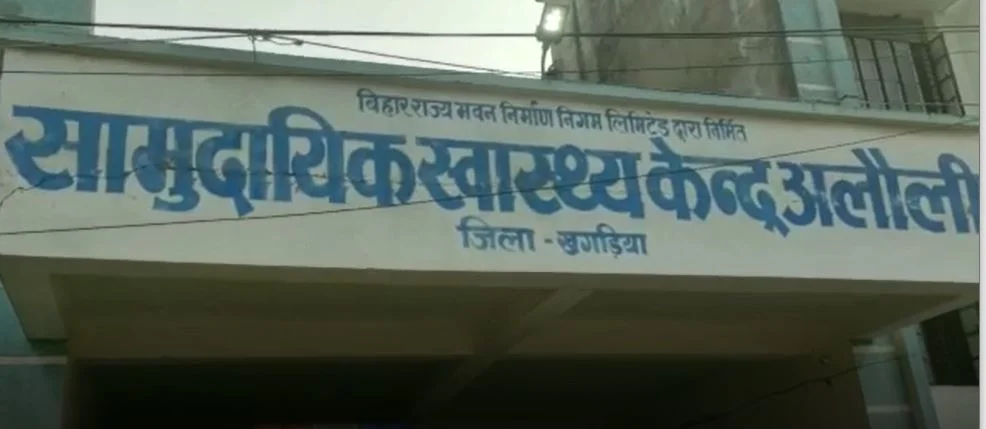 बिहार राज्य भवन निर्माण निगम लिमिटेड द्वारा निर्मित
सामुदायिक स्वास्थ्य केन्द्र अलौली
जिला - खगड़िया